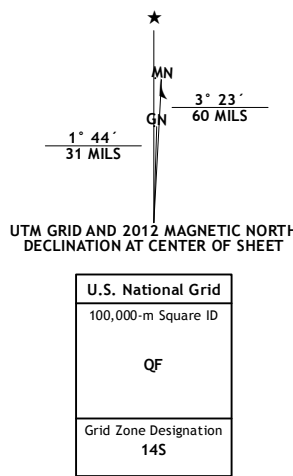 ★
MN
3° 23´
60 MILS
GN
1° 44´
31 MILS
UTM GRID AND 2012 MAGNETIC NORTH
DECLINATION AT CENTER OF SHEET
U.S. National Grid
100,000-m Square ID
QF
Grid Zone Designation
14S